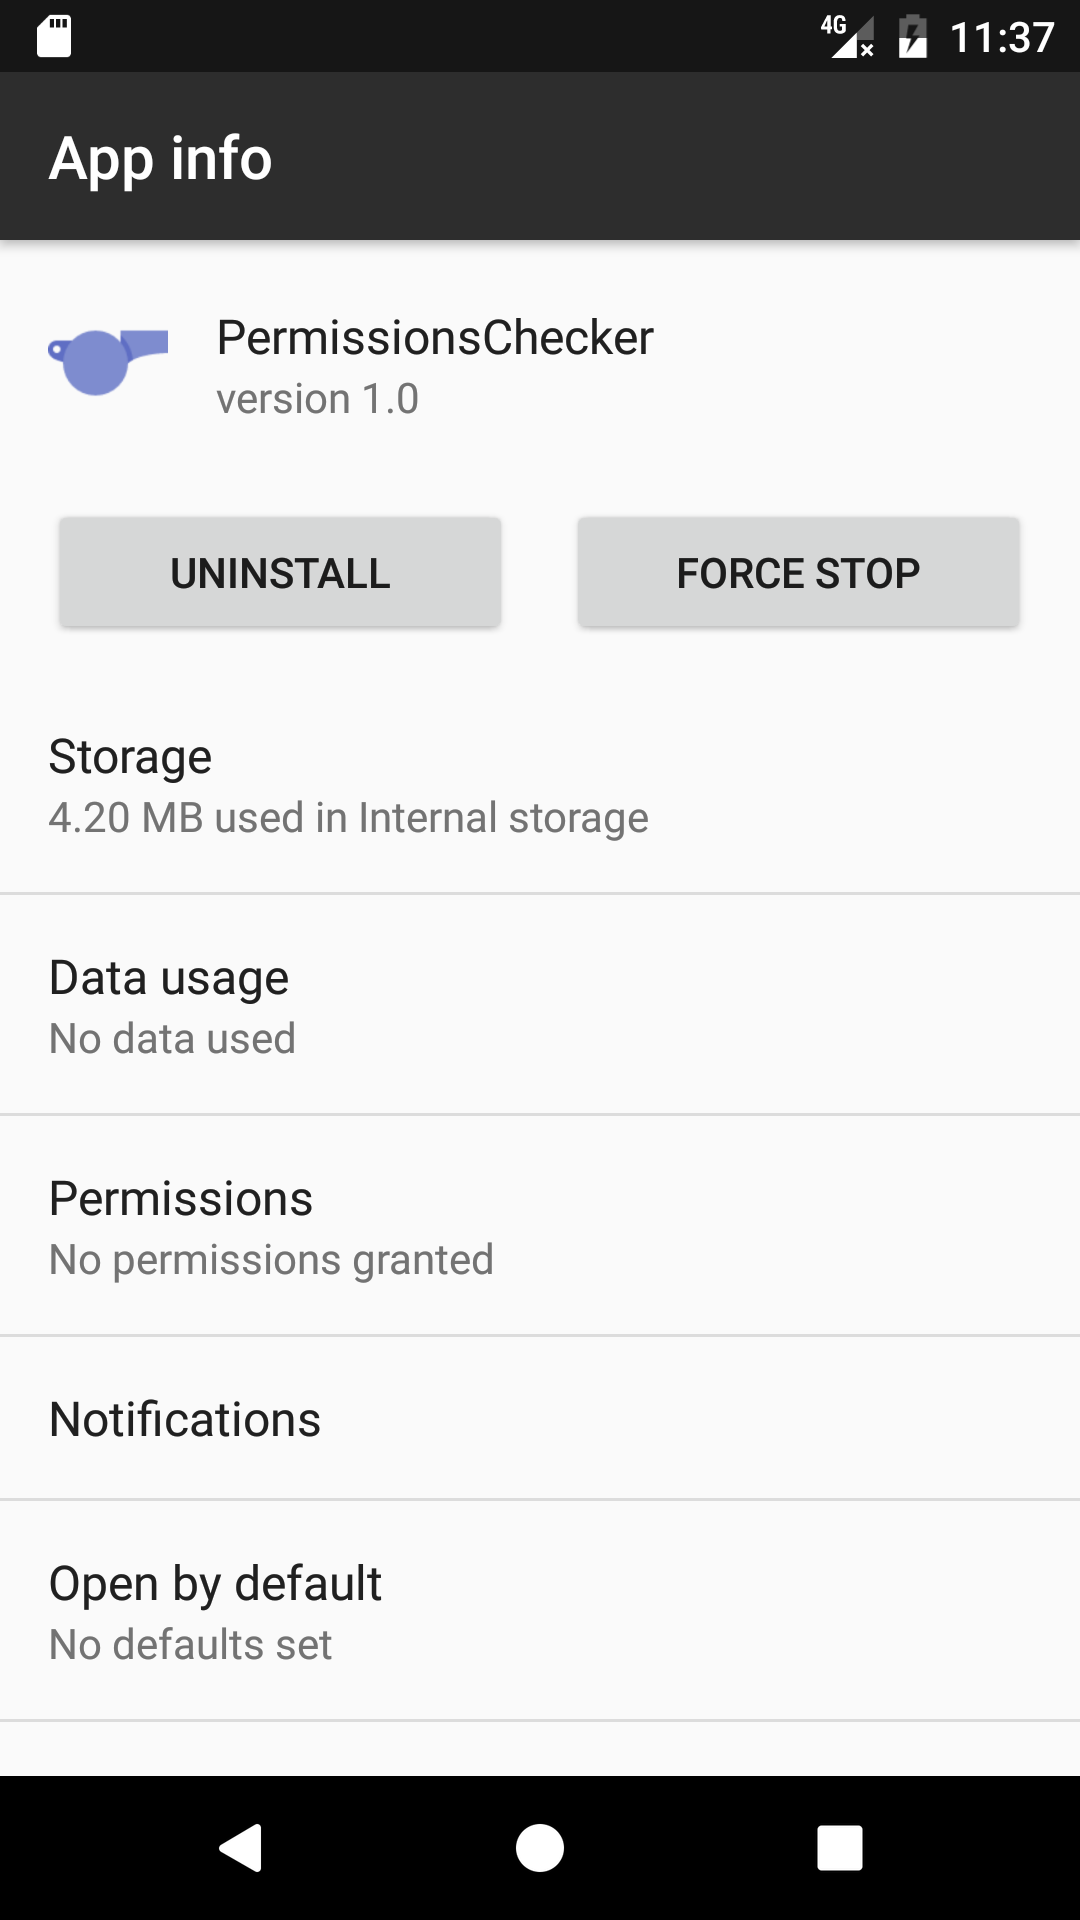 4G 11:37
App info
PermissionsChecker
version 1.0
UNINSTALL FORCE STOP
Storage
4.20 MB used in Internal storage
Data usage
No data used
Permissions
No permissions granted
Notifications
Open by default
No defaults set